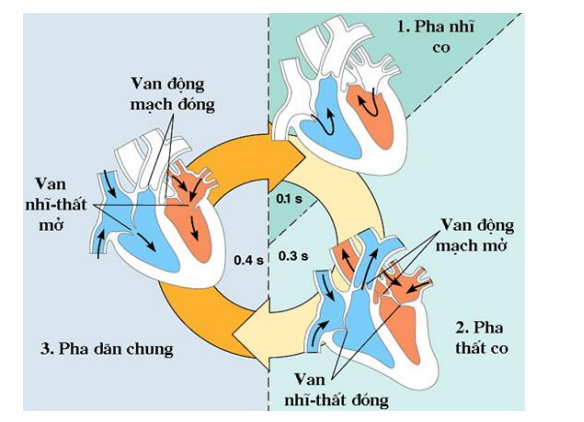 1. Pha nhĩ
co
Van động
mạch đóng
Van
nhĩ-thất
mở
0.1 s
0.4 s
0.3 s
Van động
mạch mở
2. Pha
thất co
3. Pha dãn chung
Van
nhĩ-thất đóng